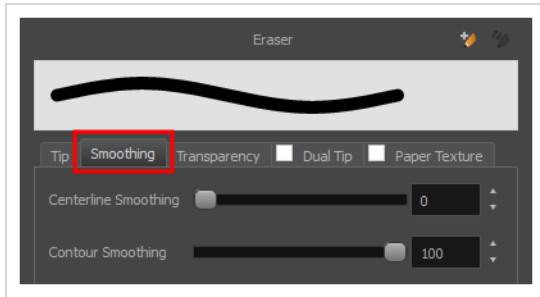 Eraser
Tip Smoothing Transparency Dual Tip Paper Texture
Centerline Smoothing 0
Contour Smoothing 100